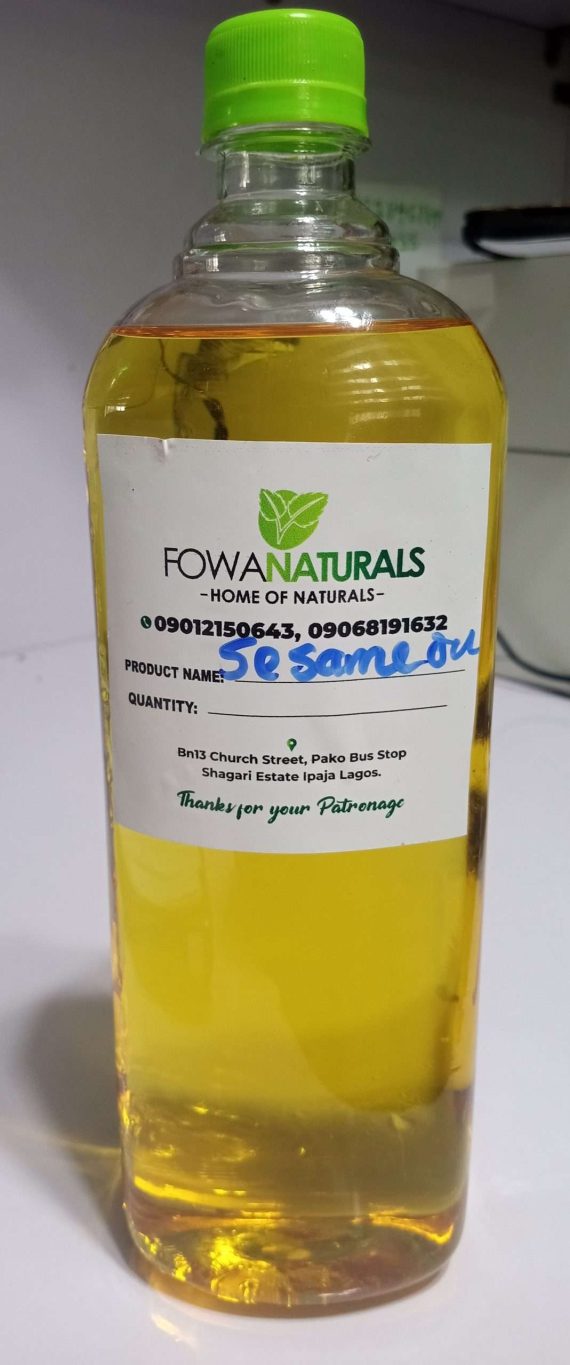 FOWANATURALS
-HOME OF NATURALS-
09012150643, 09068191632
PRODUCT NAME: Sesame oil
QUANTITY:
Bn13 Church Street, Pako Bus Stop
Shagari Estate Ipaja Lagos.
Thanks for your Patronage